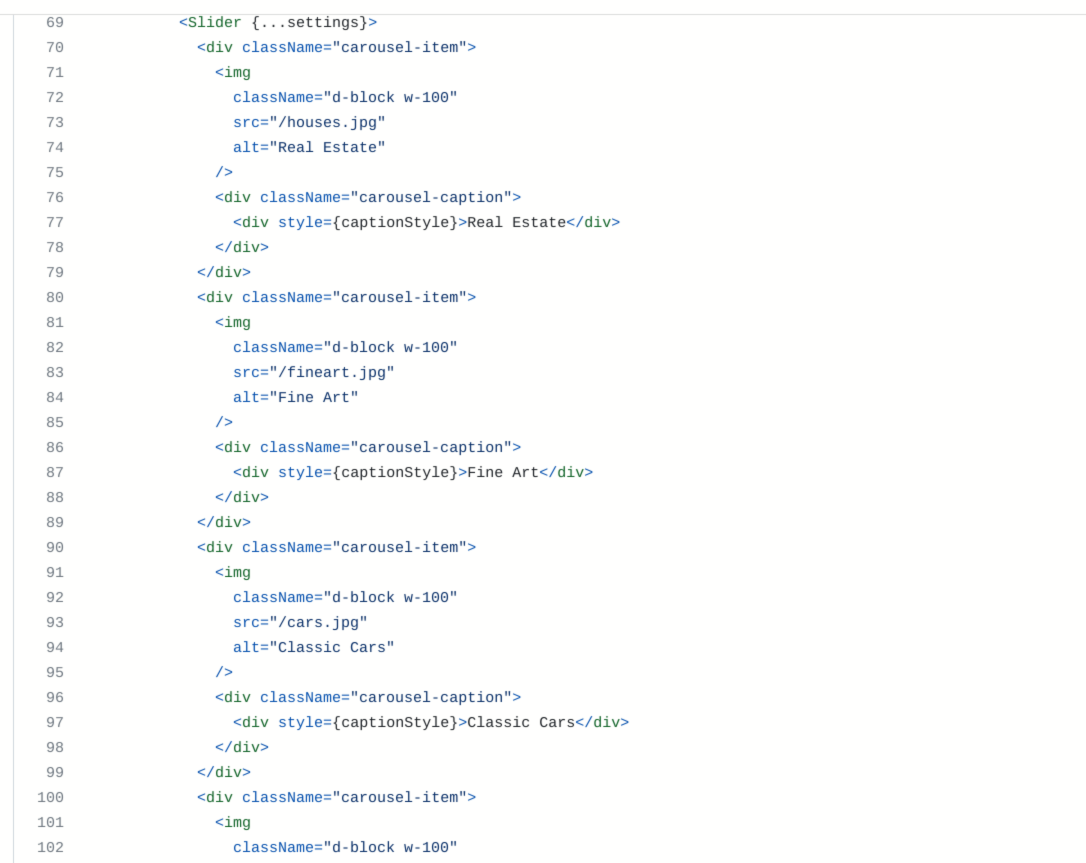 69 <Slider {...settings}>
70 <div className="carousel-item">
71 <img
72 className="d-block w-100"
73 src="/houses.jpg"
74 alt="Real Estate"
75 />
76 <div className="carousel-caption">
77 <div style={captionStyle}>Real Estate</div>
78 </div>
79 </div>
80 <div className="carousel-item">
81 <img
82 className="d-block w-100"
83 src="/fineart.jpg"
84 alt="Fine Art"
85 />
86 <div className="carousel-caption">
87 <div style={captionStyle}>Fine Art</div>
88 </div>
89 </div>
90 <div className="carousel-item">
91 <img
92 className="d-block w-100"
93 src="/cars.jpg"
94 alt="Classic Cars"
95 />
96 <div className="carousel-caption">
97 <div style={captionStyle}>Classic Cars</div>
98 </div>
99 </div>
100 <div className="carousel-item">
101 <img
102 className="d-block w-100"